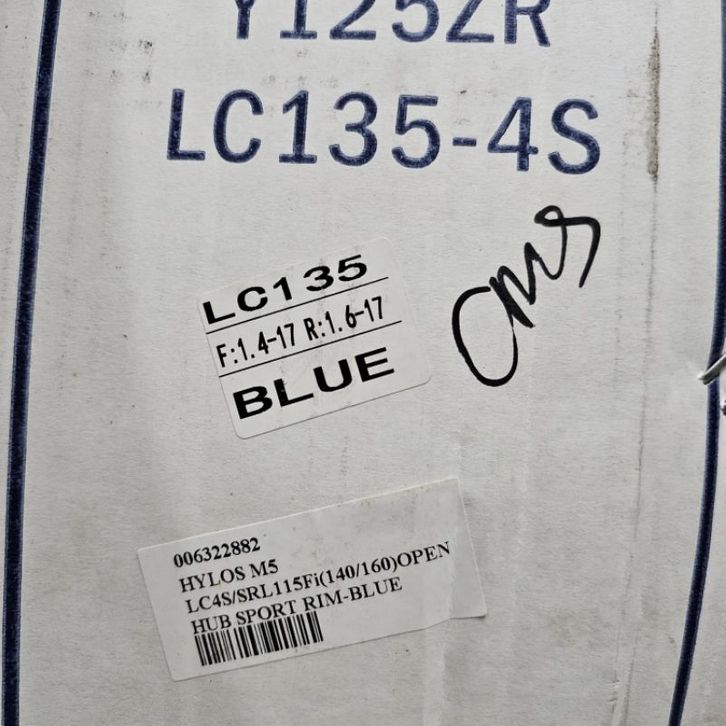 Y125ZR
LC135-4S
LC135
F:1.4-17 R:1.6-17
BLUE
006322882
HYLOS M5
LC4S/SRL115Fi(140/160)OPEN
HUB SPORT RIM-BLUE